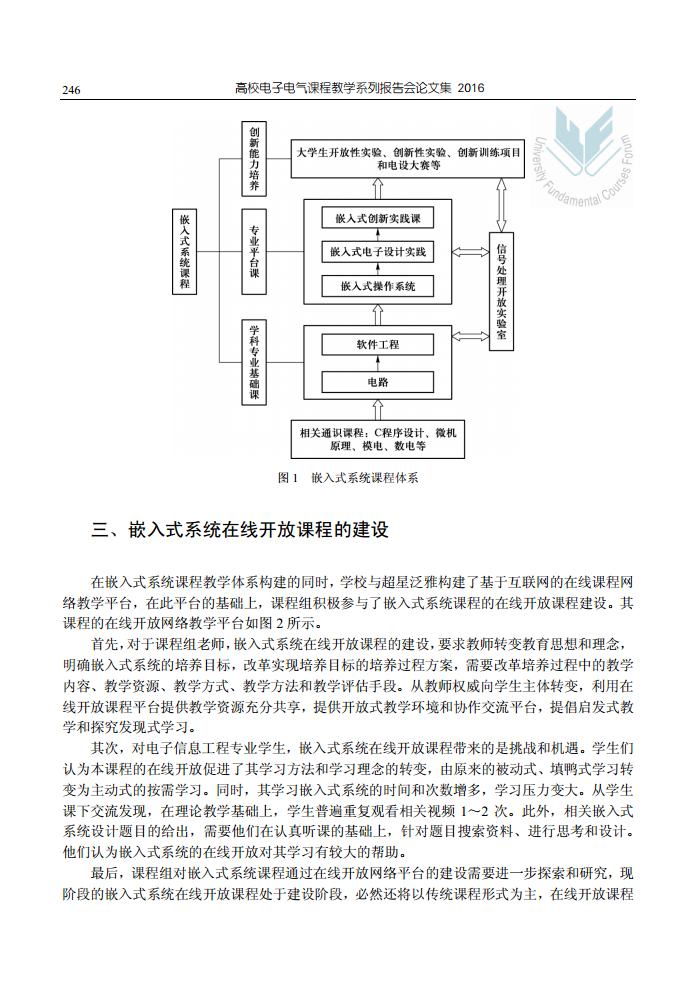 246
高校电子电气课程教学系列报告会论文集 2016
University Fundamental Courses Forum
创新能力培养
大学生开放性实验、创新性实验、创新训练项目
和电设大赛等
嵌入式系统课程
专业平台课
嵌入式创新实践课
嵌入式电子设计实践
嵌入式操作系统
信号处理开放实验室
学科专业基础课
软件工程
电路
相关通识课程：C程序设计、微机
原理、模电、数电等
图 1 嵌入式系统课程体系
三、嵌入式系统在线开放课程的建设
在嵌入式系统课程教学体系构建的同时，学校与超星泛雅构建了基于互联网的在线课程网
络教学平台，在此平台的基础上，课程组积极参与了嵌入式系统课程的在线开放课程建设。其
课程的在线开放网络教学平台如图 2 所示。
首先，对于课程组老师，嵌入式系统在线开放课程的建设，要求教师转变教育思想和理念，
明确嵌入式系统的培养目标，改革实现培养目标的培养过程方案，需要改革培养过程中的教学
内容、教学资源、教学方式、教学方法和教学评估手段。从教师权威向学生主体转变，利用在
线开放课程平台提供教学资源充分共享，提供开放式教学环境和协作交流平台，提倡启发式教
学和探究发现式学习。
其次，对电子信息工程专业学生，嵌入式系统在线开放课程带来的是挑战和机遇。学生们
认为本课程的在线开放促进了其学习方法和学习理念的转变，由原来的被动式、填鸭式学习转
变为主动式的按需学习。同时，其学习嵌入式系统的时间和次数增多，学习压力变大。从学生
课下交流发现，在理论教学基础上，学生普遍重复观看相关视频 1～2 次。此外，相关嵌入式
系统设计题目的给出，需要他们在认真听课的基础上，针对题目搜索资料、进行思考和设计。
他们认为嵌入式系统的在线开放对其学习有较大的帮助。
最后，课程组对嵌入式系统课程通过在线开放网络平台的建设需要进一步探索和研究，现
阶段的嵌入式系统在线开放课程处于建设阶段，必然还将以传统课程形式为主，在线开放课程